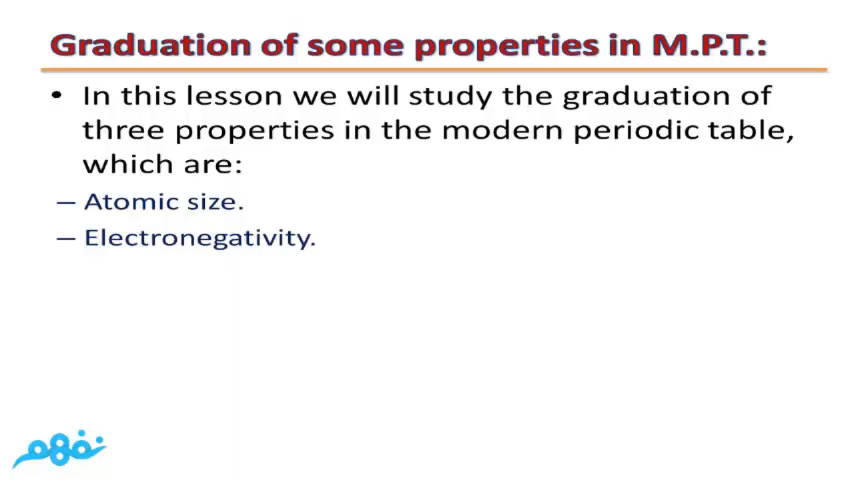 Graduation of some properties in M.P.T.:
• In this lesson we will study the graduation of
three properties in the modern periodic table,
which are:
– Atomic size.
– Electronegativity.
نفهم